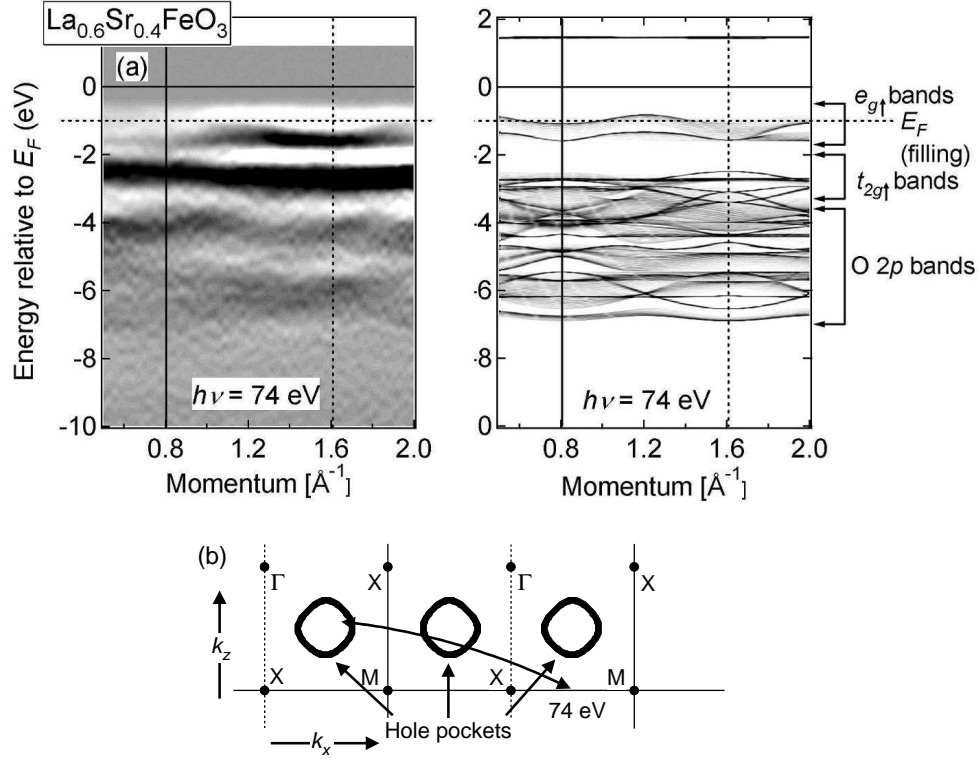 La0.6Sr0.4FeO3
(a)
Energy relative to EF (eV)
0
-2
-4
-6
-8
-10
hν = 74 eV
0.8
1.2
1.6
2.0
Momentum [Å-1]
2
0
-2
-4
-6
-8
0
hν = 74 eV
0.8
1.2
1.6
2.0
Momentum [Å-1]
eg↑ bands
EF
(filling)
t2g↑ bands
O 2p bands
(b)
Γ
X
Γ
X
kz
X
M
X
M
74 eV
Hole pockets
kx